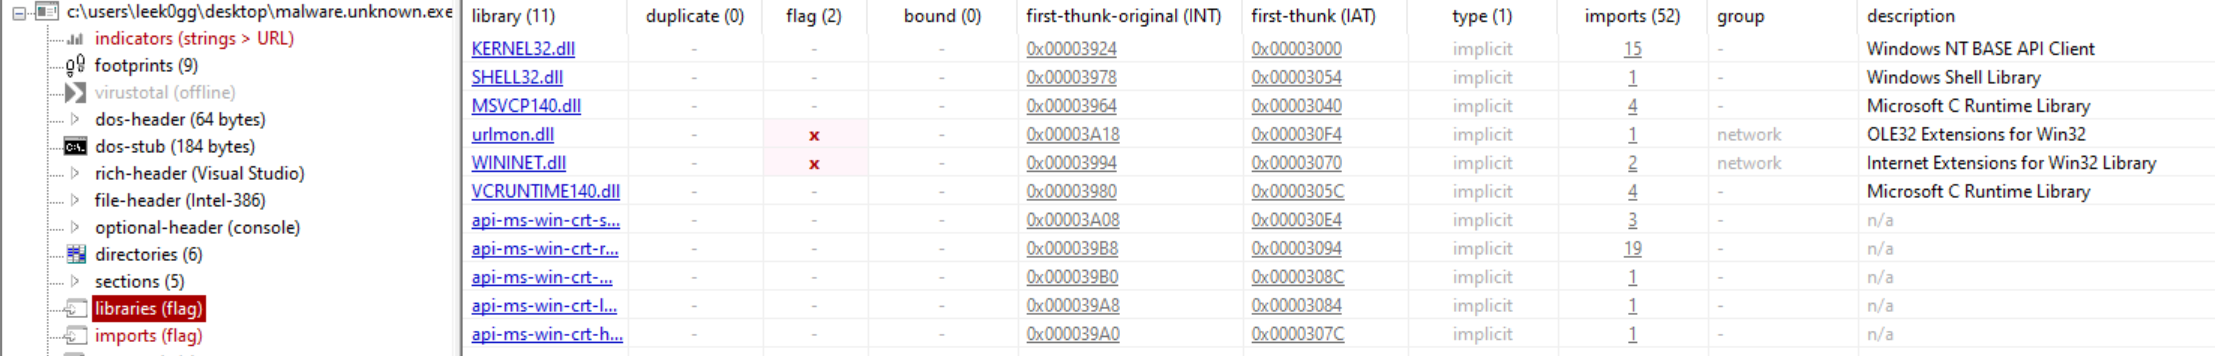 c:\users\leek0gg\desktop\malware.unknown.exe
indicators (strings > URL)
footprints (9)
virustotal (offline)
dos-header (64 bytes)
dos-stub (184 bytes)
rich-header (Visual Studio)
file-header (Intel-386)
optional-header (console)
directories (6)
sections (5)
libraries (flag)
imports (flag)
library (11) duplicate (0) flag (2) bound (0) first-thunk-original (INT) first-thunk (IAT) type (1) imports (52) group description
KERNEL32.dll - - - 0x00003924 0x00003000 implicit 15 - Windows NT BASE API Client
SHELL32.dll - - - 0x00003978 0x00003054 implicit 1 - Windows Shell Library
MSVCP140.dll - - - 0x00003964 0x00003040 implicit 4 - Microsoft C Runtime Library
urlmon.dll - x - 0x00003A18 0x000030F4 implicit 1 network OLE32 Extensions for Win32
WININET.dll - x - 0x00003994 0x00003070 implicit 2 network Internet Extensions for Win32 Library
VCRUNTIME140.dll - - - 0x00003980 0x0000305C implicit 4 - Microsoft C Runtime Library
api-ms-win-crt-s... - - - 0x00003A08 0x000030E4 implicit 3 - n/a
api-ms-win-crt-r... - - - 0x000039B8 0x00003094 implicit 19 - n/a
api-ms-win-crt-... - - - 0x000039B0 0x0000308C implicit 1 - n/a
api-ms-win-crt-l... - - - 0x000039A8 0x00003084 implicit 1 - n/a
api-ms-win-crt-h... - - - 0x000039A0 0x0000307C implicit 1 - n/a